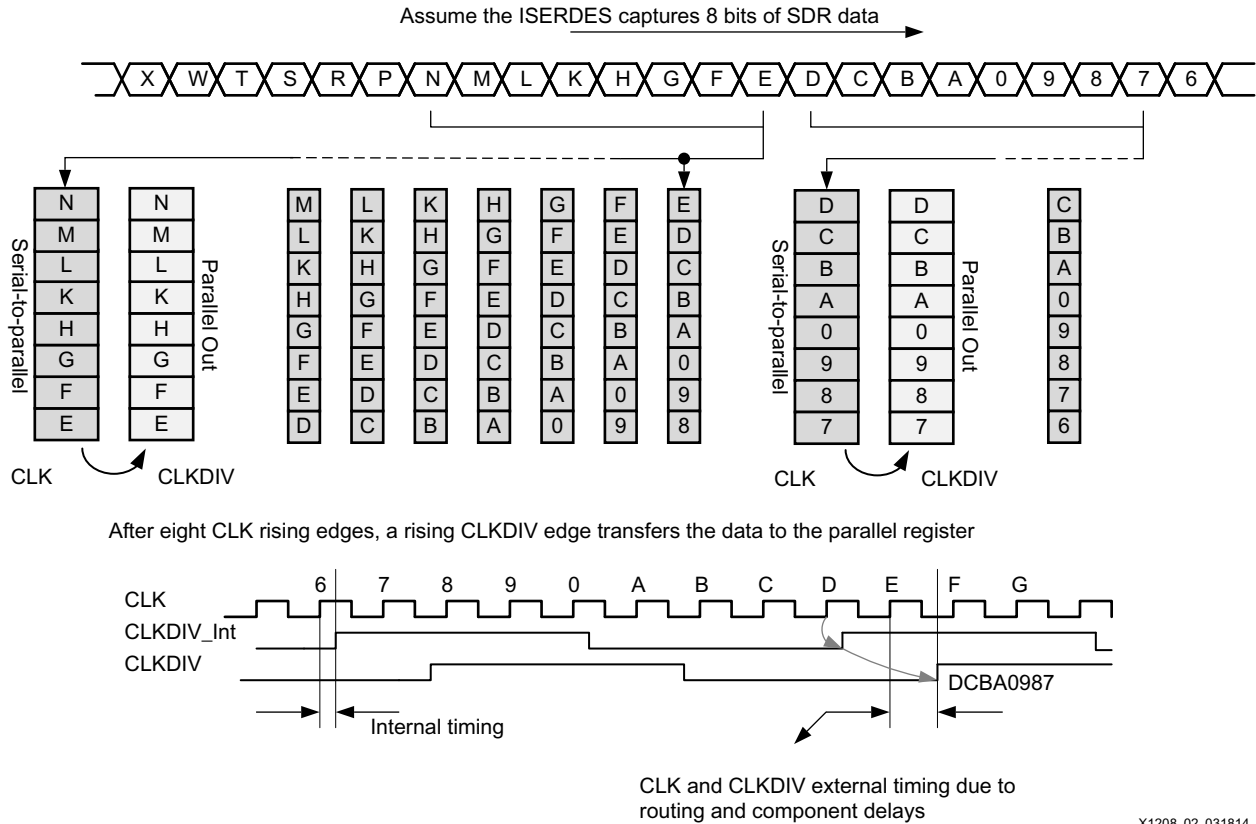 Assume the ISERDES captures 8 bits of SDR data
X W T S R P N M L K H G F E D C B A 0 9 8 7 6
N N M L K H G F E D D C
M M L K H G F E D C C B
L L K H G F E D C B B A
K K H G F E D C B A A 0
H H G F E D C B A 0 0 9
G G F E D C B A 0 9 9 8
F F E D C B A 0 9 8 8 7
E E D C B A 0 9 8 7 7 6
Serial-to-parallel
Parallel Out
Serial-to-parallel
Parallel Out
CLK CLKDIV CLK CLKDIV
After eight CLK rising edges, a rising CLKDIV edge transfers the data to the parallel register
6 7 8 9 0 A B C D E F G
CLK
CLKDIV_Int
CLKDIV
DCBA0987
Internal timing
CLK and CLKDIV external timing due to
routing and component delays
X1208_02_031814